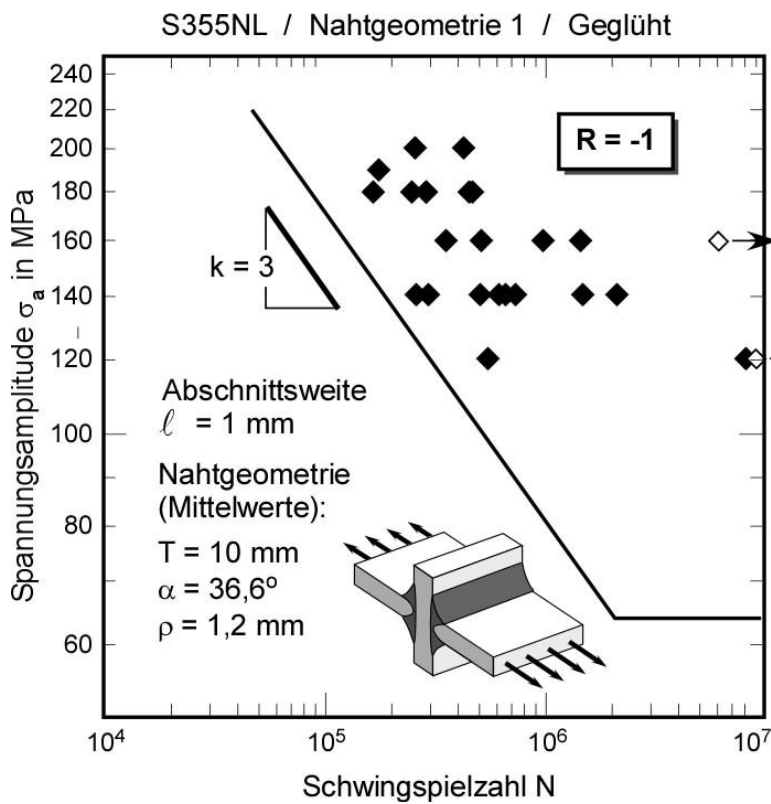 S355NL / Nahtgeometrie 1 / Geglüht
Spannungsamplitude σa in MPa
240
220
200
180
160
140
120
100
80
60
R = -1
k = 3
Abschnittsweite
ℓ = 1 mm
Nahtgeometrie
(Mittelwerte):
T = 10 mm
α = 36,6º
ρ = 1,2 mm
10⁴
10⁵
10⁶
10⁷
Schwingspielzahl N